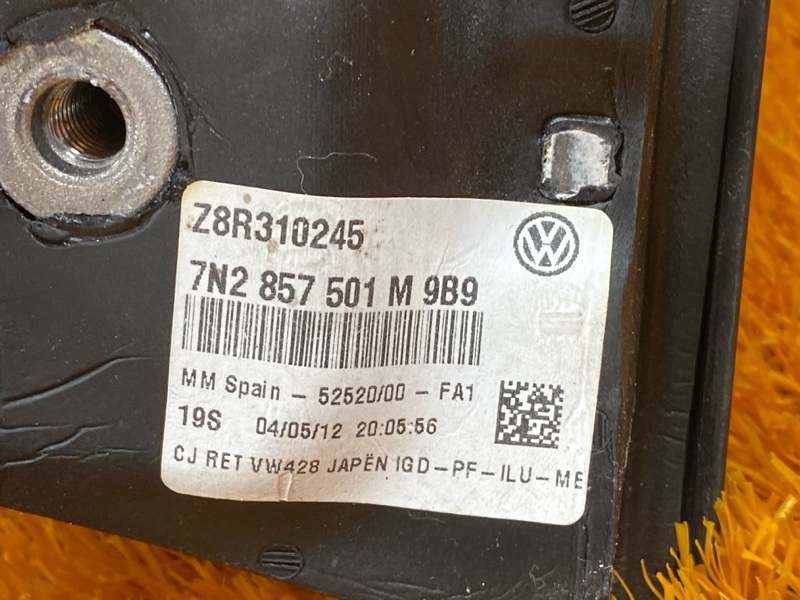 Z8R310245
7N2 857 501 M 9B9
MM Spain - 52520/00 - FA1
19S 04/05/12 20:05:56
CJ RET VW428 JAPËN IGD-PF-ILU-ME